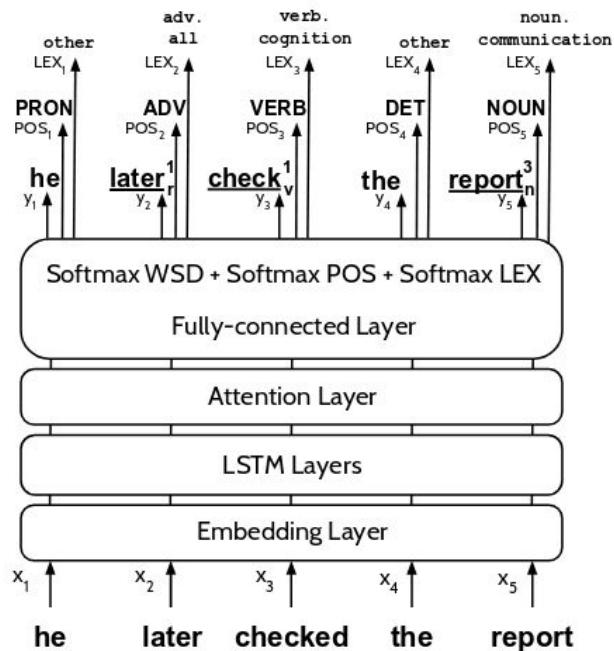 adv. verb. noun.
other all cognition other communication
LEX1 LEX2 LEX3 LEX4 LEX5
PRON ADV VERB DET NOUN
POS1 POS2 POS3 POS4 POS5
he later1r check1v the report3n
y1 y2 y3 y4 y5
Softmax WSD + Softmax POS + Softmax LEX
Fully-connected Layer
Attention Layer
LSTM Layers
Embedding Layer
x1 x2 x3 x4 x5
he later checked the report